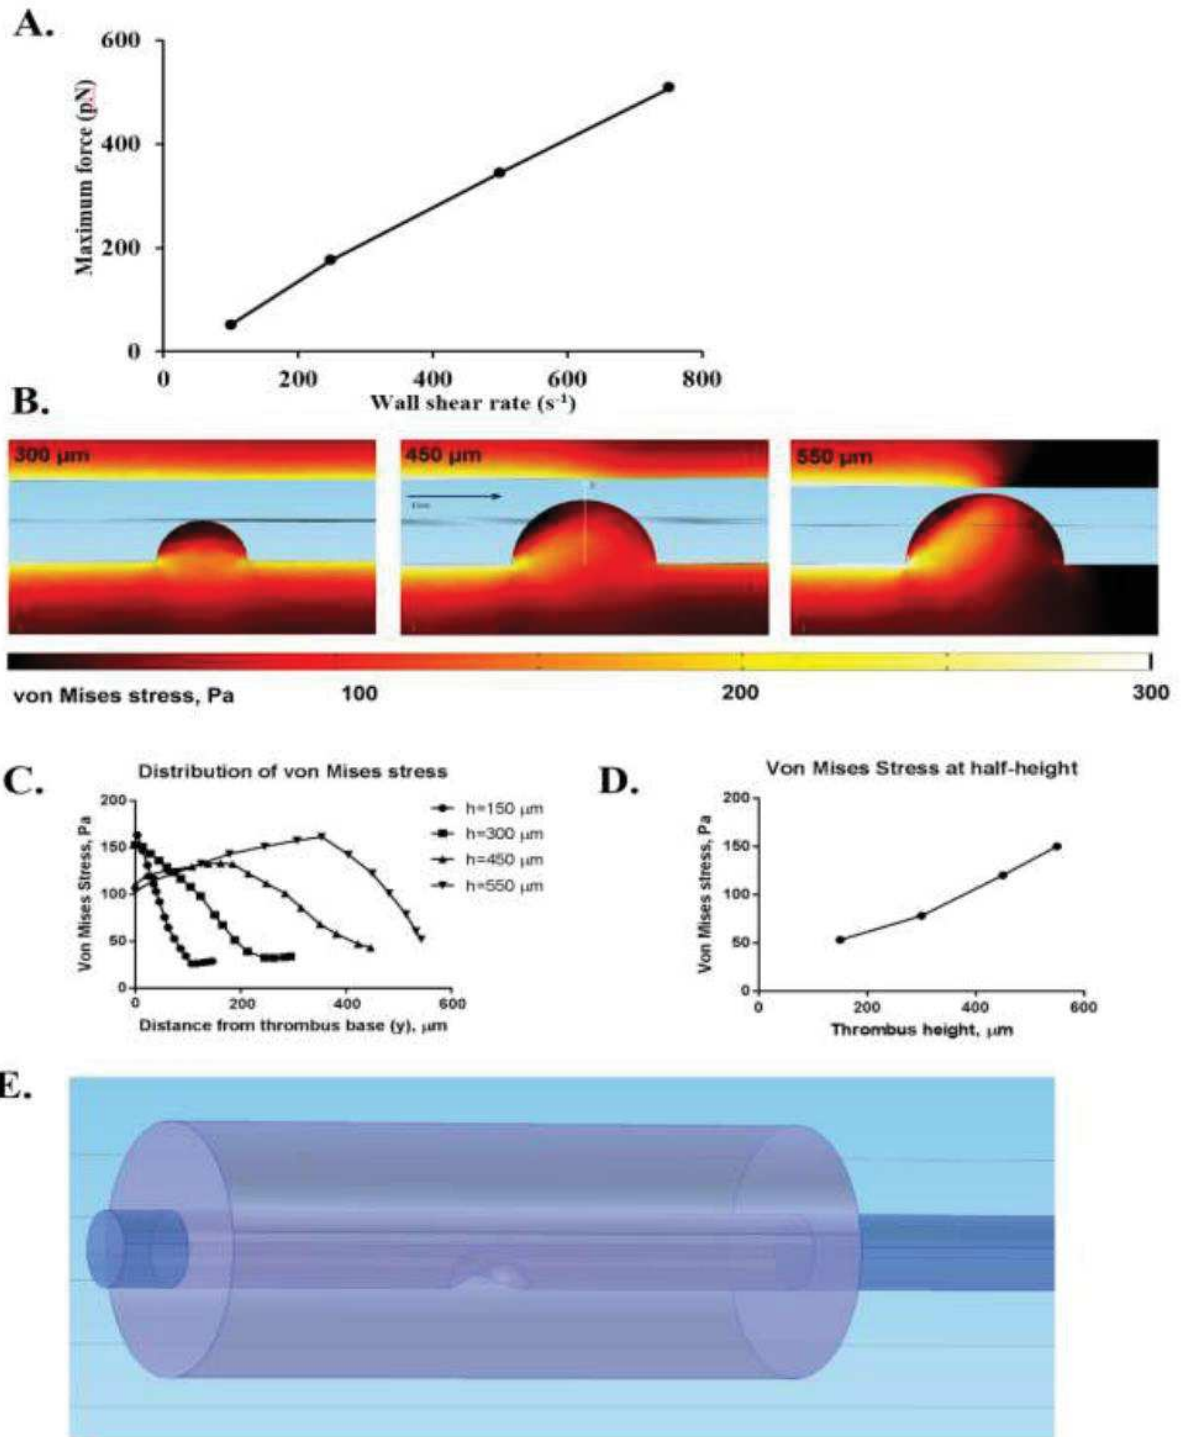 A.
600
400
200
0
Maximum force (pN)
0 200 400 600 800
Wall shear rate (s⁻¹)
B.
300 µm
450 µm
550 µm
von Mises stress, Pa 100 200 300
C.
Distribution of von Mises stress
200
150
100
50
0
Von Mises Stress, Pa
h=150 µm
h=300 µm
h=450 µm
h=550 µm
0 200 400 600
Distance from thrombus base (y), µm
D.
Von Mises Stress at half-height
200
150
100
50
0
Von Mises stress, Pa
0 200 400 600
Thrombus height, µm
E.